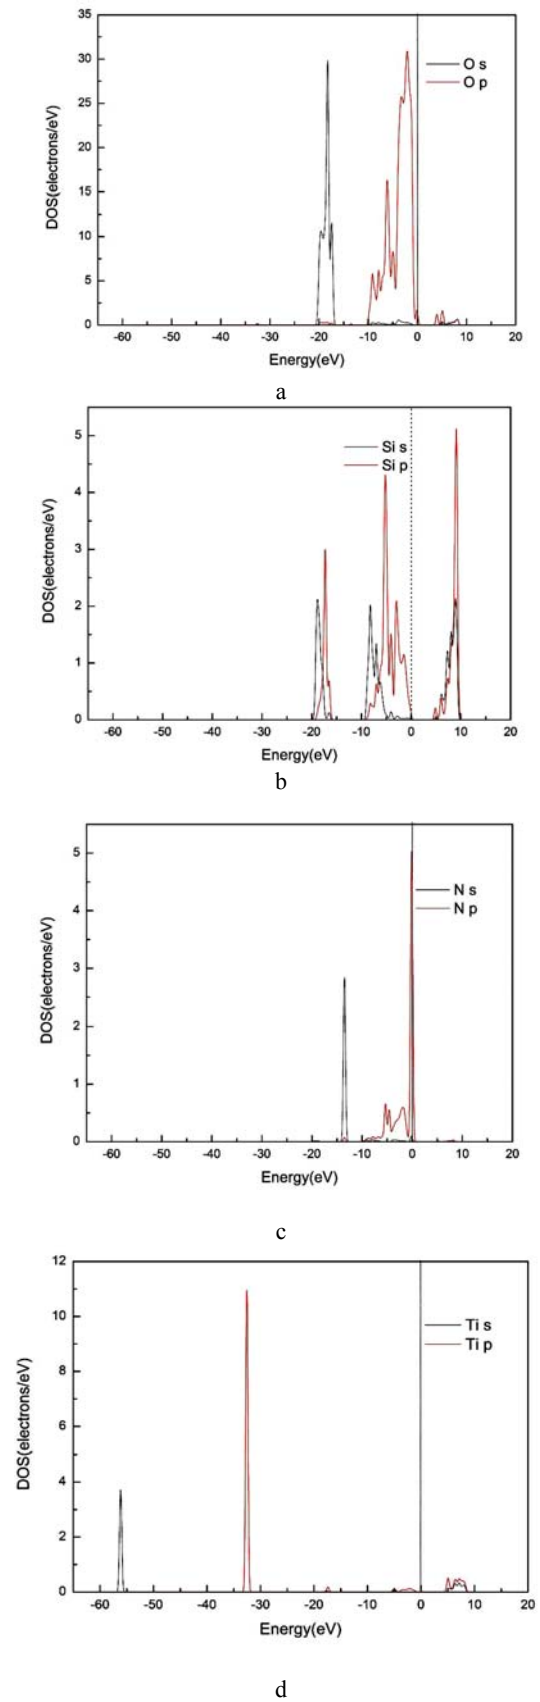 35
30
25
20
15
10
5
0
DOS(electrons/eV)
O s
O p
-60 -50 -40 -30 -20 -10 0 10 20
Energy(eV)
a
5
4
3
2
1
0
DOS(electrons/eV)
Si s
Si p
-60 -50 -40 -30 -20 -10 0 10 20
Energy(eV)
b
5
4
3
2
1
0
DOS(electrons/eV)
N s
N p
-60 -50 -40 -30 -20 -10 0 10 20
Energy(eV)
c
12
10
8
6
4
2
0
DOS(electrons/eV)
Ti s
Ti p
-60 -50 -40 -30 -20 -10 0 10 20
Energy(eV)
d